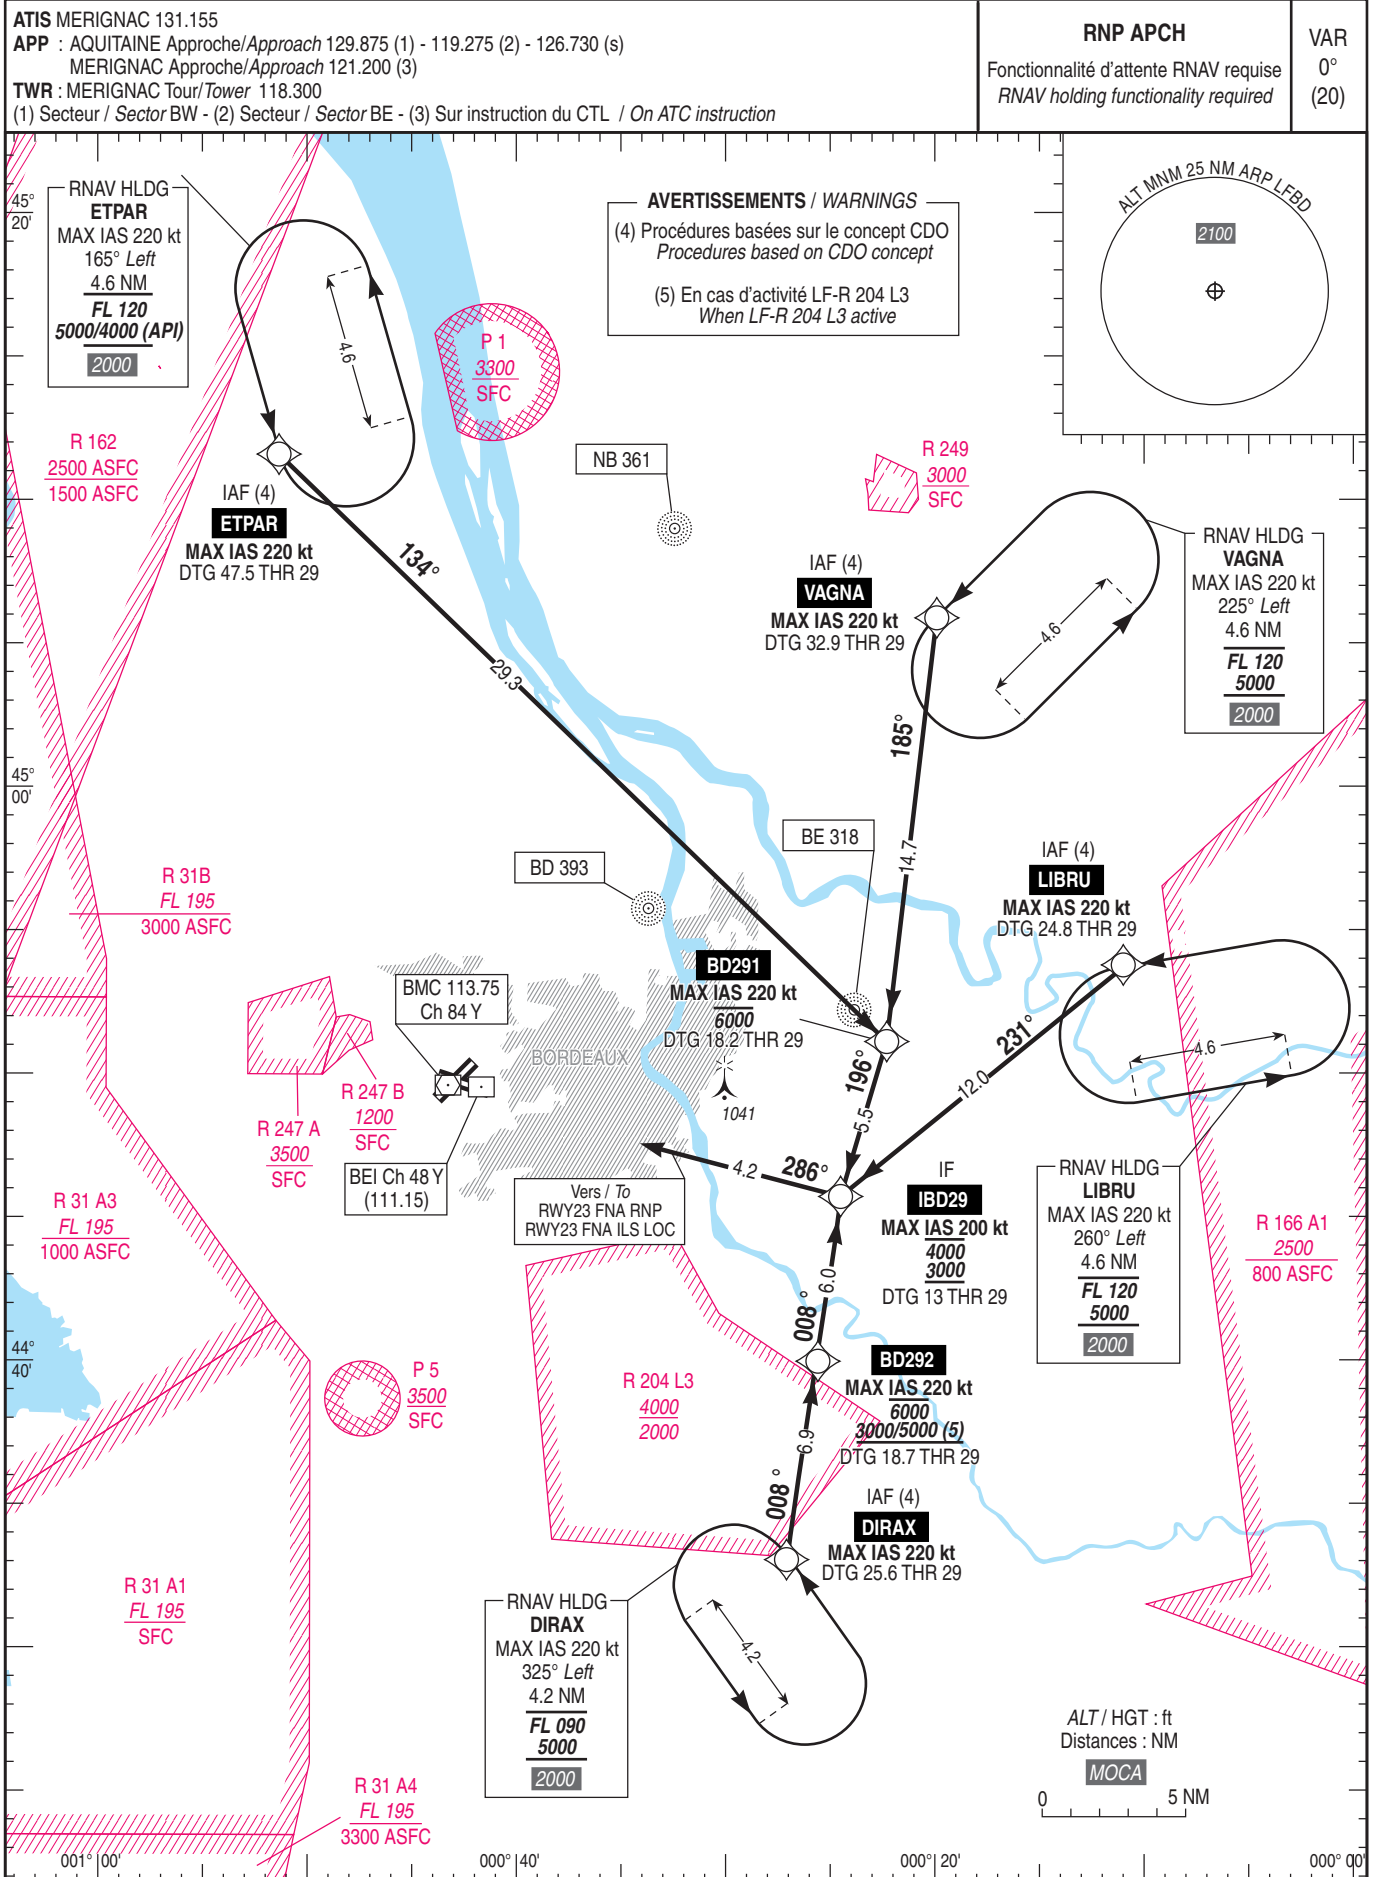 ATIS MERIGNAC 131.155
APP : AQUITAINE Approche/Approach 129.875 (1) - 119.275 (2) - 126.730 (s)
MERIGNAC Approche/Approach 121.200 (3)
TWR : MERIGNAC Tour/Tower 118.300
(1) Secteur / Sector BW - (2) Secteur / Sector BE - (3) Sur instruction du CTL / On ATC instruction
RNP APCH
Fonctionnalité d'attente RNAV requise
RNAV holding functionality required
VAR
0°
(20)
ALT MNM 25 NM ARP LFBD
2100
AVERTISSEMENTS / WARNINGS
(4) Procédures basées sur le concept CDO
Procedures based on CDO concept
(5) En cas d'activité LF-R 204 L3
When LF-R 204 L3 active
45°
20'
RNAV HLDG
ETPAR
MAX IAS 220 kt
165° Left
4.6 NM
FL 120
5000/4000 (API)
2000
4.6
P 1
3300
SFC
R 162
2500 ASFC
1500 ASFC
IAF (4)
ETPAR
MAX IAS 220 kt
DTG 47.5 THR 29
NB 361
R 249
3000
SFC
134°
29.3
IAF (4)
VAGNA
MAX IAS 220 kt
DTG 32.9 THR 29
4.6
RNAV HLDG
VAGNA
MAX IAS 220 kt
225° Left
4.6 NM
FL 120
5000
2000
185°
14.7
45°
00'
BE 318
BD 393
R 31B
FL 195
3000 ASFC
IAF (4)
LIBRU
MAX IAS 220 kt
DTG 24.8 THR 29
BD291
MAX IAS 220 kt
6000
DTG 18.2 THR 29
BMC 113.75
Ch 84 Y
BORDEAUX
231°
12.0
4.6
196°
5.5
1041
R 247 B
1200
SFC
R 247 A
3500
SFC
BEI Ch 48 Y
(111.15)
4.2
286°
Vers / To
RWY23 FNA RNP
RWY23 FNA ILS LOC
IF
IBD29
MAX IAS 200 kt
4000
3000
DTG 13 THR 29
RNAV HLDG
LIBRU
MAX IAS 220 kt
260° Left
4.6 NM
FL 120
5000
2000
R 31 A3
FL 195
1000 ASFC
R 166 A1
2500
800 ASFC
6.0
008°
44°
40'
P 5
3500
SFC
R 204 L3
4000
2000
BD292
MAX IAS 220 kt
6000
3000/5000 (5)
DTG 18.7 THR 29
6.9
008°
IAF (4)
DIRAX
MAX IAS 220 kt
DTG 25.6 THR 29
R 31 A1
FL 195
SFC
RNAV HLDG
DIRAX
MAX IAS 220 kt
325° Left
4.2 NM
FL 090
5000
2000
4.2
ALT / HGT : ft
Distances : NM
MOCA
0 5 NM
R 31 A4
FL 195
3300 ASFC
001° 00' 000° 40' 000° 20' 000° 00'